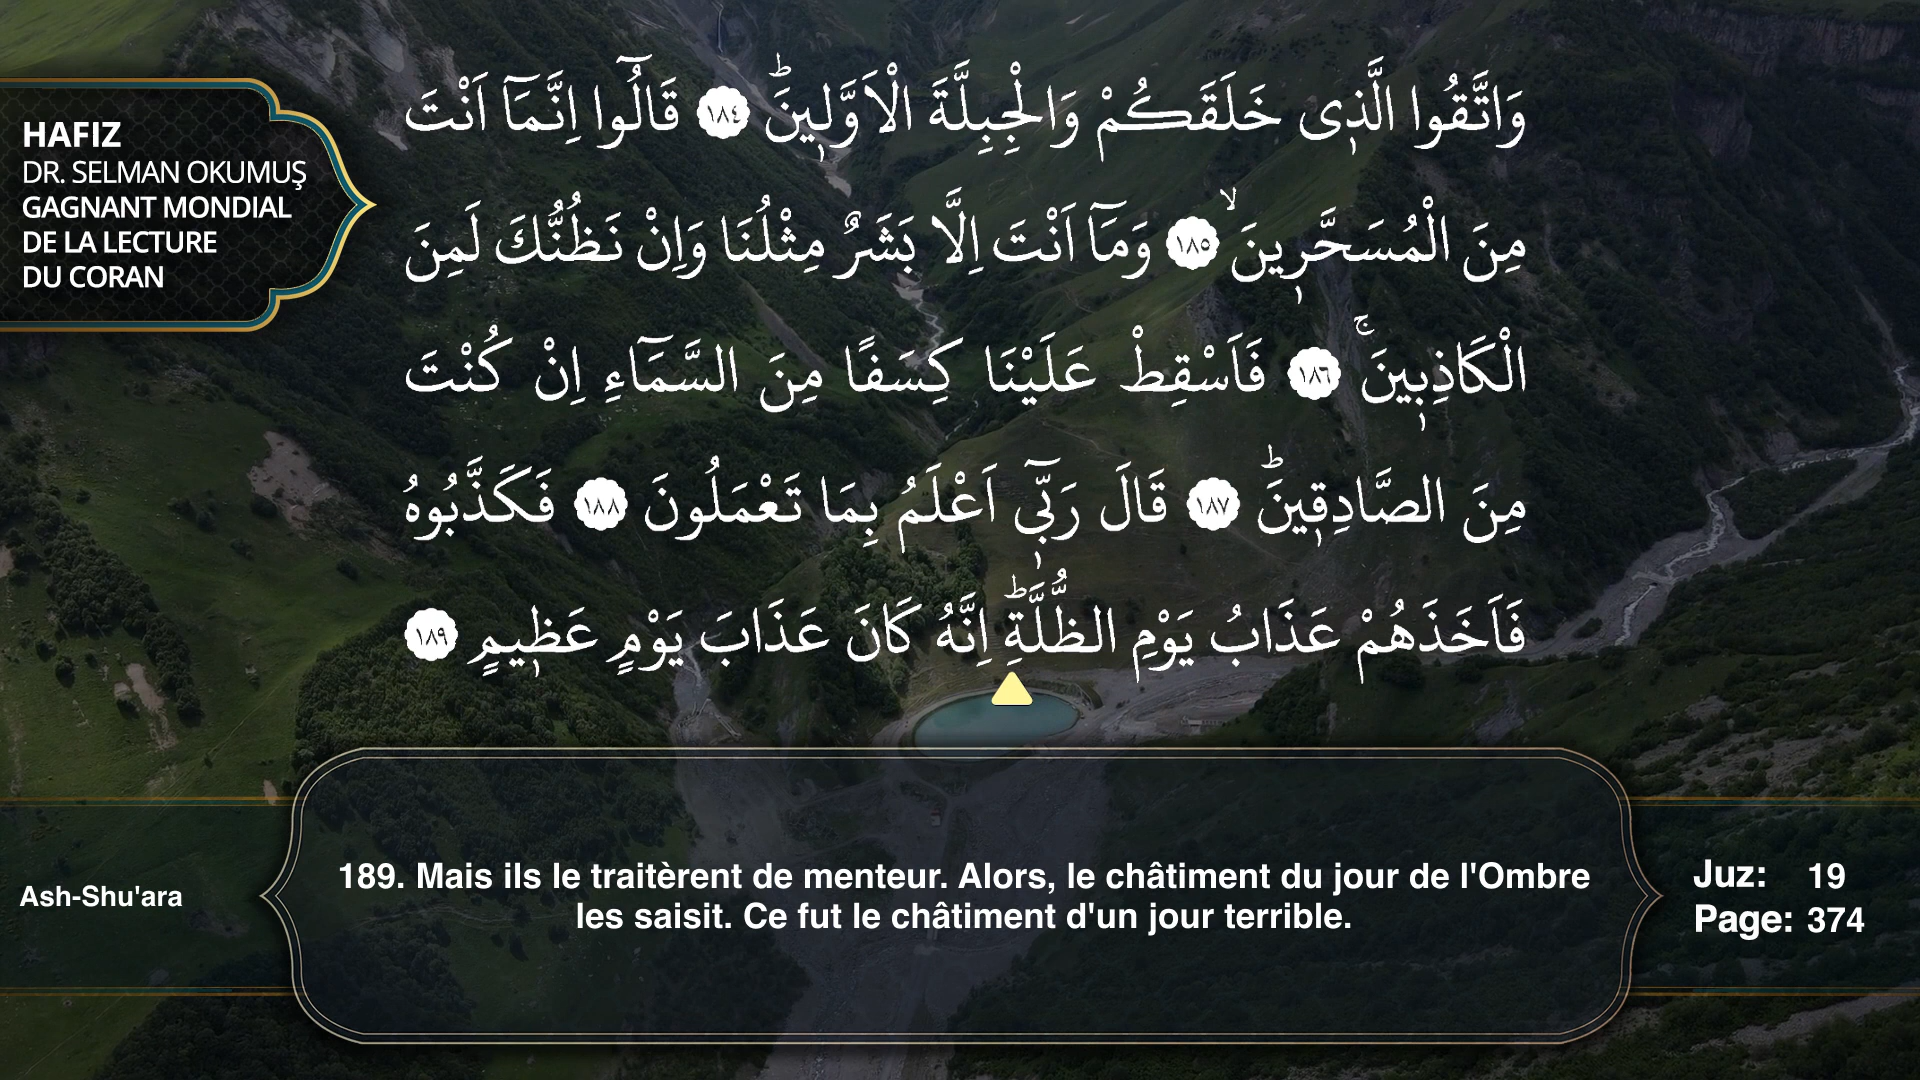 وَاتَّقُوا الَّذٖى خَلَقَكُمْ وَالْجِبِلَّةَ الْاَوَّلٖينَؕ ١٨٤ قَالُٓوا اِنَّمَٓا اَنْتَ
مِنَ الْمُسَحَّرٖينَۙ ١٨٥ وَمَٓا اَنْتَ اِلَّا بَشَرٌ مِثْلُنَا وَاِنْ نَظُنُّكَ لَمِنَ
الْكَاذِبٖينَۚ ١٨٦ فَاَسْقِطْ عَلَيْنَا كِسَفًا مِنَ السَّمَٓاءِ اِنْ كُنْتَ
مِنَ الصَّادِقٖينَؕ ١٨٧ قَالَ رَبّٖٓى اَعْلَمُ بِمَا تَعْمَلُونَ ١٨٨ فَكَذَّبُوهُ
فَاَخَذَهُمْ عَذَابُ يَوْمِ الظُّلَّةِؕ اِنَّهُ كَانَ عَذَابَ يَوْمٍ عَظٖيمٍ ١٨٩
HAFIZ
DR. SELMAN OKUMUŞ
GAGNANT MONDIAL
DE LA LECTURE
DU CORAN
189. Mais ils le traitèrent de menteur. Alors, le châtiment du jour de l'Ombre
les saisit. Ce fut le châtiment d'un jour terrible.
Ash-Shu'ara
Juz: 19
Page: 374